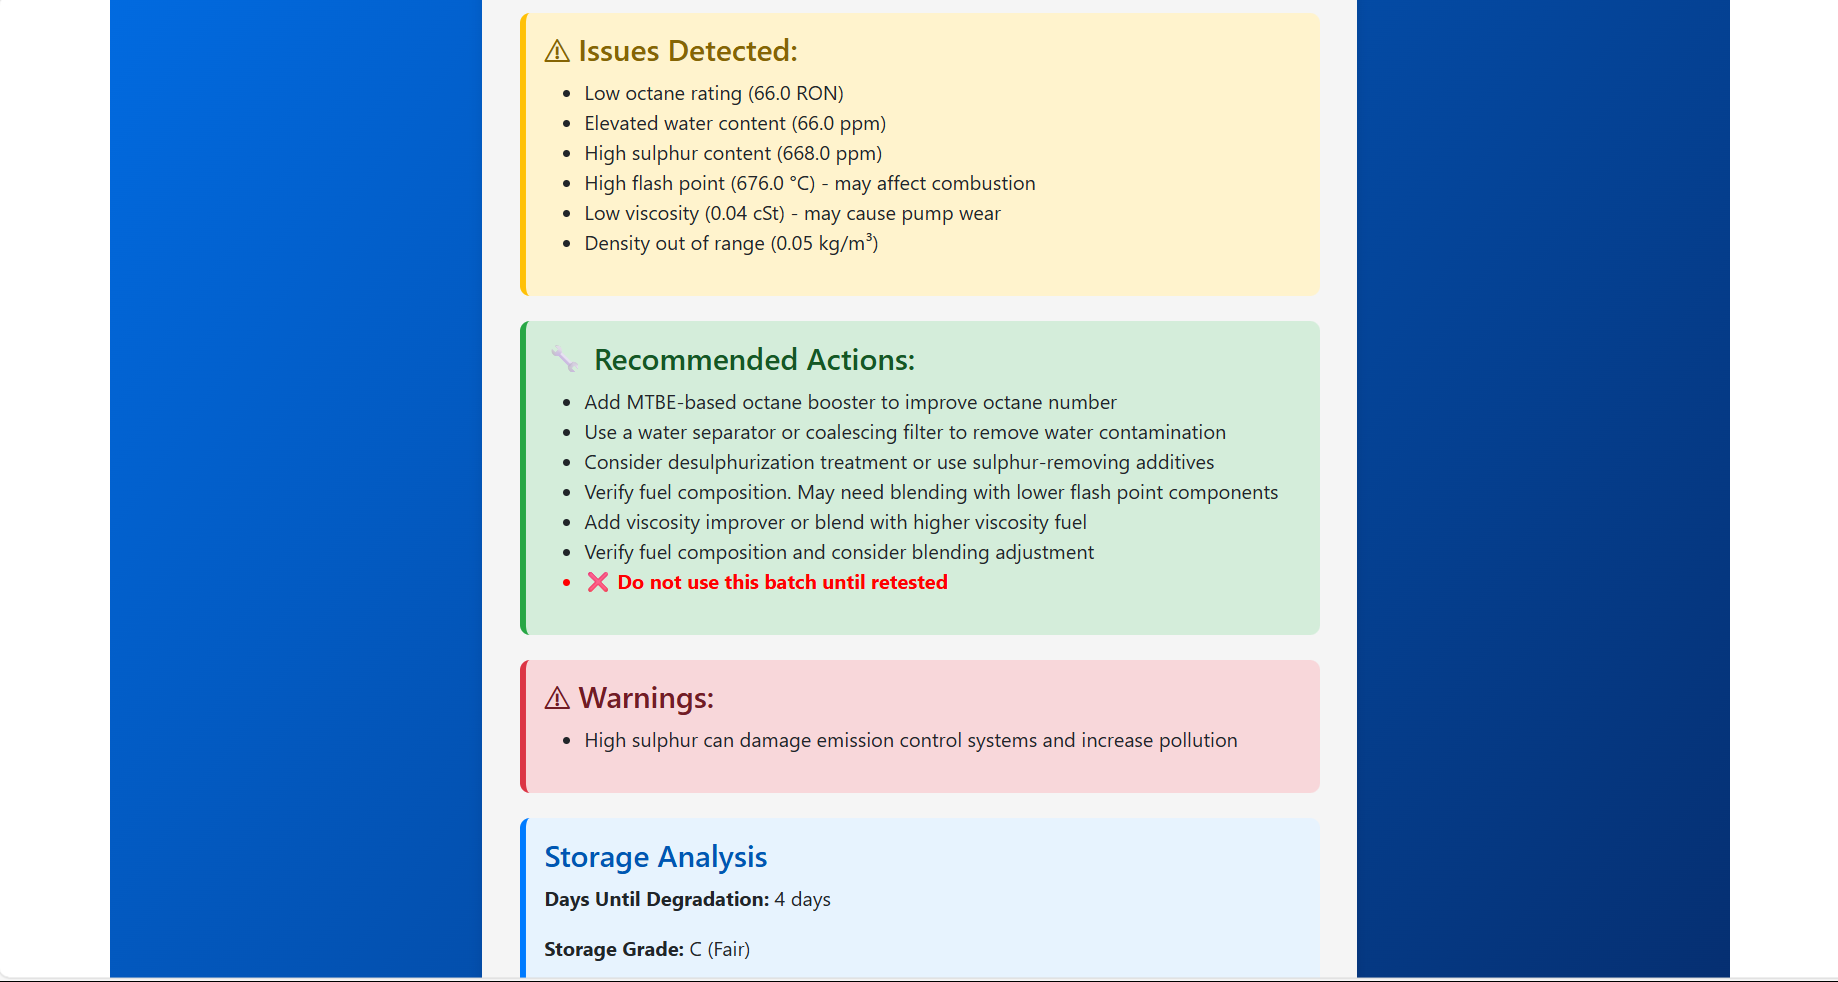 ⚠ Issues Detected:
• Low octane rating (66.0 RON)
• Elevated water content (66.0 ppm)
• High sulphur content (668.0 ppm)
• High flash point (676.0 °C) - may affect combustion
• Low viscosity (0.04 cSt) - may cause pump wear
• Density out of range (0.05 kg/m³)
🔧 Recommended Actions:
• Add MTBE-based octane booster to improve octane number
• Use a water separator or coalescing filter to remove water contamination
• Consider desulphurization treatment or use sulphur-removing additives
• Verify fuel composition. May need blending with lower flash point components
• Add viscosity improver or blend with higher viscosity fuel
• Verify fuel composition and consider blending adjustment
• ❌ Do not use this batch until retested
⚠ Warnings:
• High sulphur can damage emission control systems and increase pollution
Storage Analysis
Days Until Degradation: 4 days
Storage Grade: C (Fair)